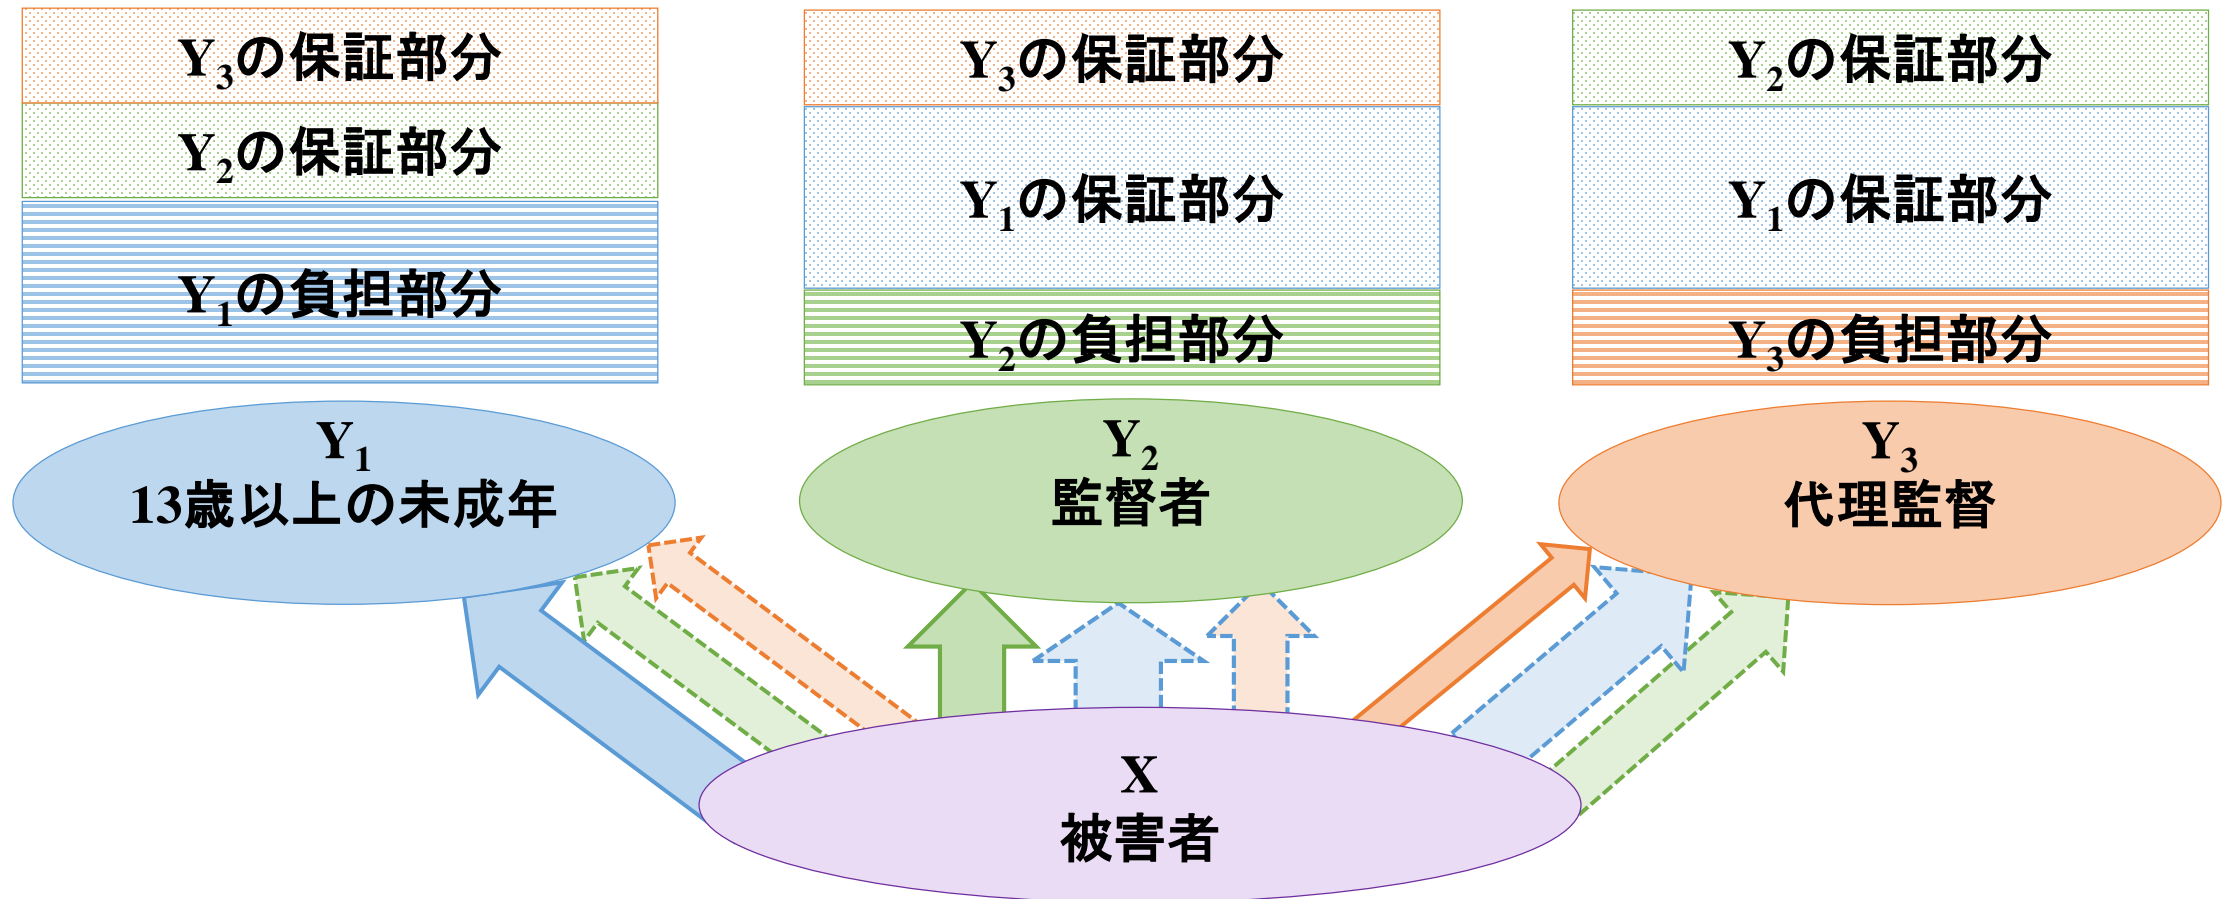 Y₃の保証部分
Y₂の保証部分
Y₁の負担部分
Y₃の保証部分
Y₁の保証部分
Y₂の負担部分
Y₂の保証部分
Y₁の保証部分
Y₃の負担部分
Y₁
13歳以上の未成年
Y₂
監督者
Y₃
代理監督
X
被害者